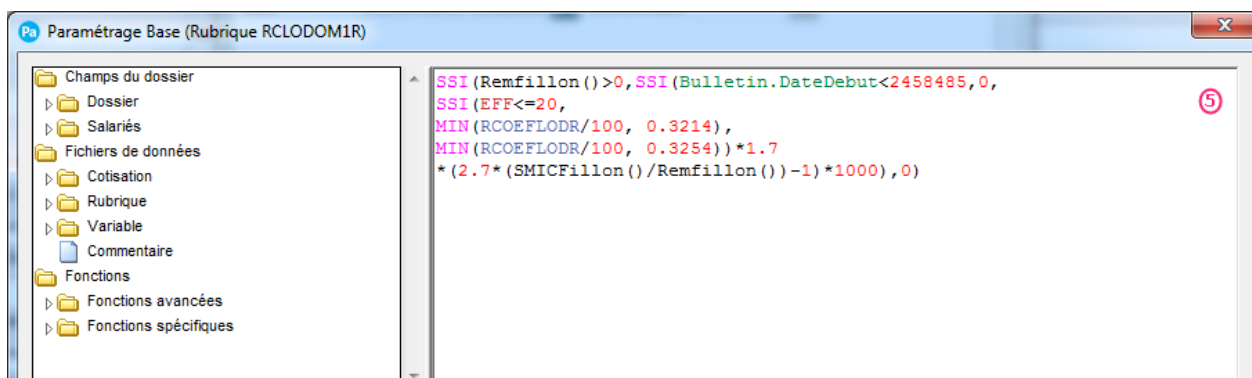 Pa Paramétrage Base (Rubrique RCLODOM1R)
x
Champs du dossier
Dossier
Salariés
Fichiers de données
Cotisation
Rubrique
Variable
Commentaire
Fonctions
Fonctions avancées
Fonctions spécifiques
SSI(Remfillon()>0,SSI(Bulletin.DateDebut<2458485,0,
SSI(EFF<=20,
MIN(RCOEFLODR/100, 0.3214),
MIN(RCOEFLODR/100, 0.3254))*1.7
*(2.7*(SMICFillon()/Remfillon())-1)*1000),0)
5